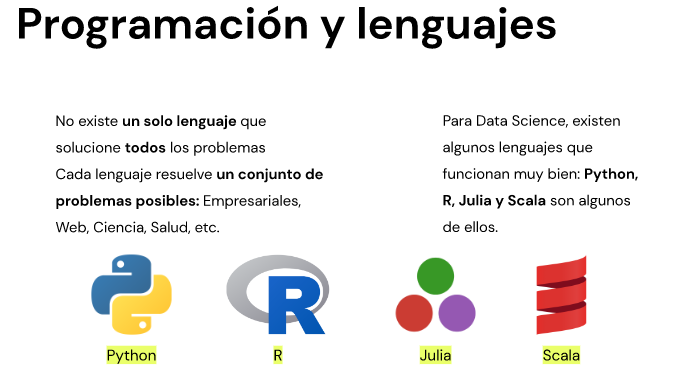 Programación y lenguajes
No existe un solo lenguaje que
solucione todos los problemas
Cada lenguaje resuelve un conjunto de
problemas posibles: Empresariales,
Web, Ciencia, Salud, etc.
Para Data Science, existen
algunos lenguajes que
funcionan muy bien: Python,
R, Julia y Scala son algunos
de ellos.
R
Python
R
Julia
Scala